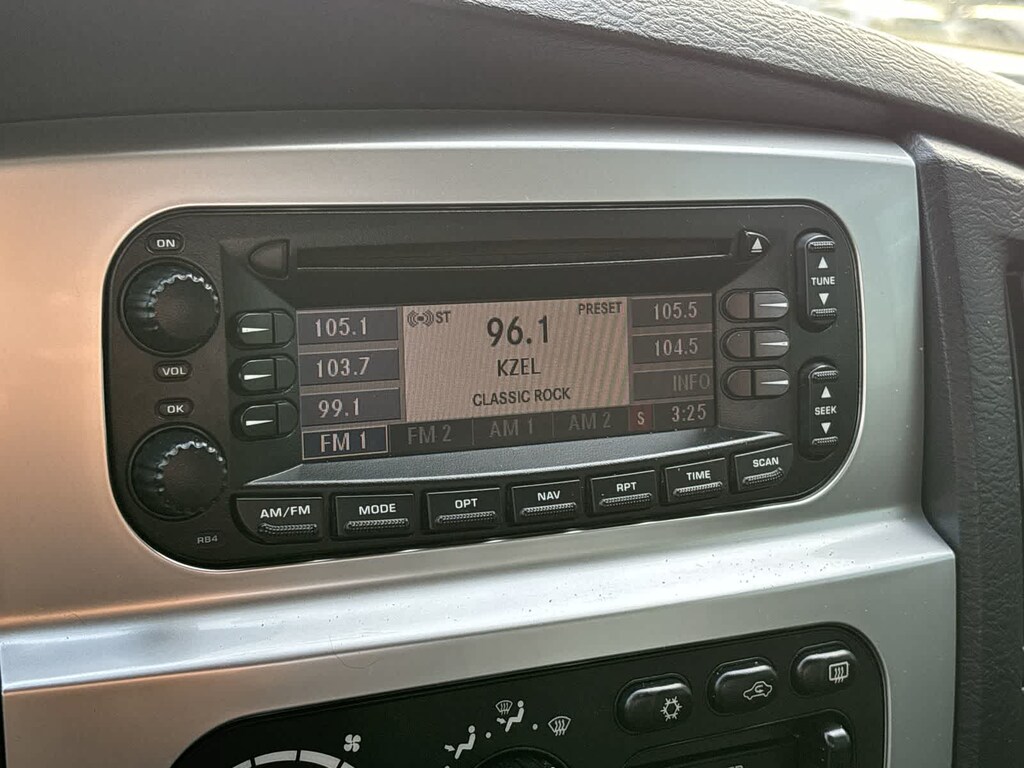 ON
VOL
OK
RB4
105.1
103.7
99.1
ST
96.1
PRESET
KZEL
CLASSIC ROCK
105.5
104.5
INFO
FM 1
FM 2
AM 1
AM 2
S
3:25
TUNE
SEEK
AM/FM
MODE
OPT
NAV
RPT
TIME
SCAN